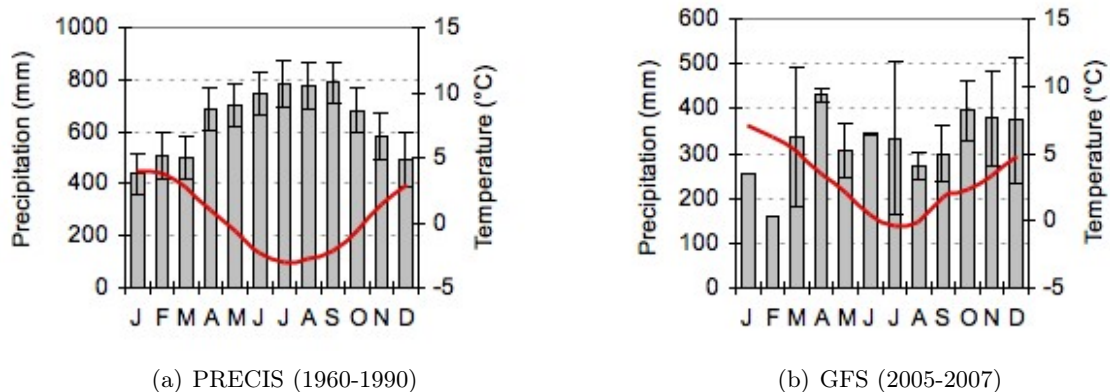 1000
800
600
400
200
0
Precipitation (mm)
15
10
5
0
-5
Temperature (°C)
J F M A M J J A S O N D
(a) PRECIS (1960-1990)
600
500
400
300
200
100
0
Precipitation (mm)
15
10
5
0
-5
Temperature (°C)
J F M A M J J A S O N D
(b) GFS (2005-2007)